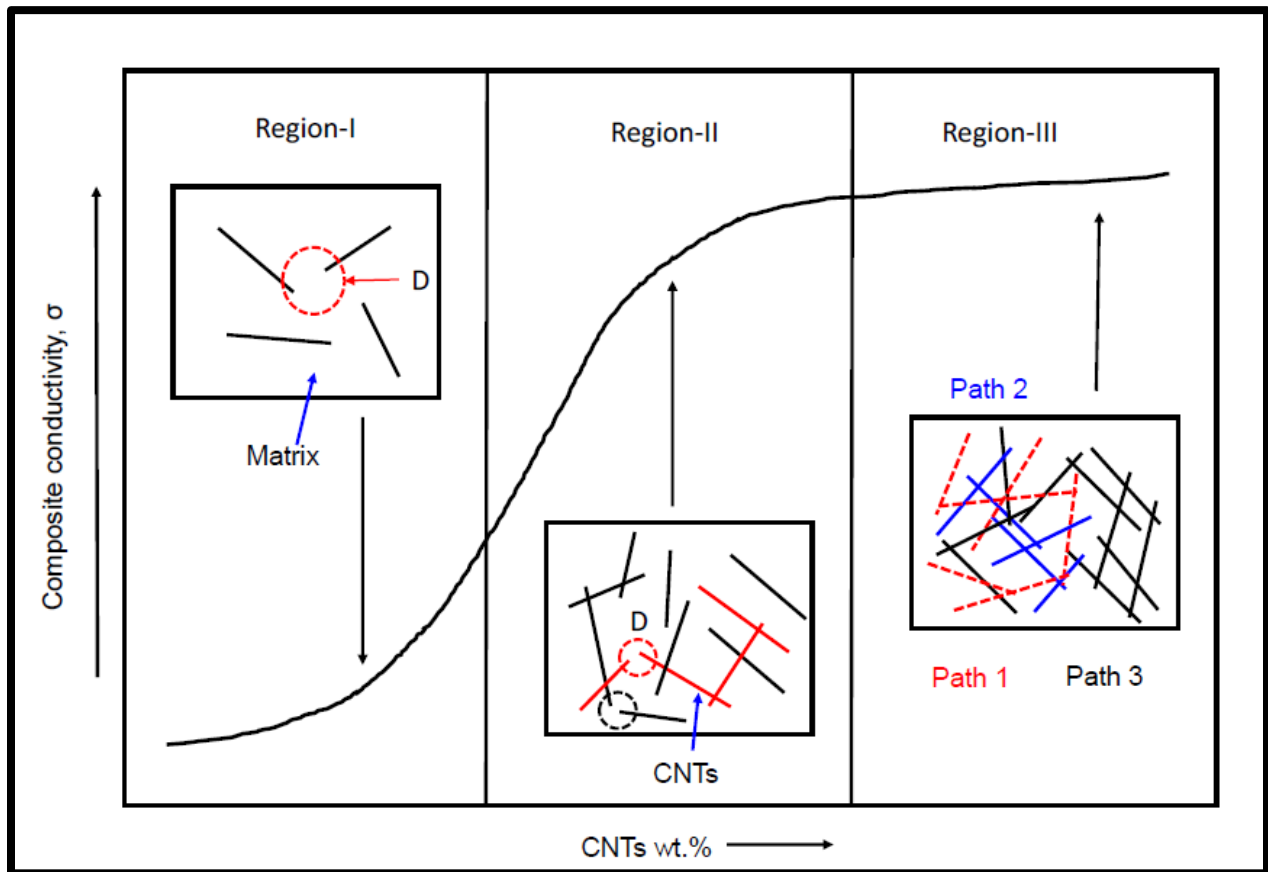 Region-I
Region-II
Region-III
D
Matrix
Composite conductivity, σ
D
CNTs
Path 2
Path 1
Path 3
CNTs wt.%